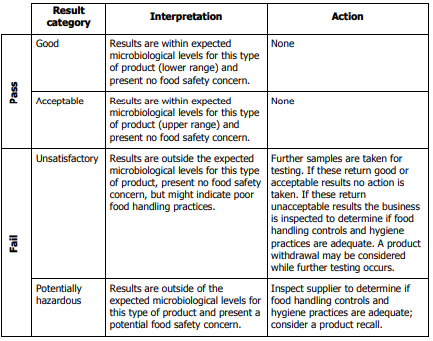 Result category
Interpretation
Action
Pass
Good
Results are within expected
microbiological levels for this type
of product (lower range) and
present no food safety concern.
None
Acceptable
Results are within expected
microbiological levels for this type
of product (upper range) and
present no food safety concern.
None
Fail
Unsatisfactory
Results are outside the expected
microbiological levels for this type
of product, present no food safety
concern, but might indicate poor
food handling practices.
Further samples are taken for
testing. If these return good or
acceptable results no action is
taken. If these return
unacceptable results the business
is inspected to determine if food
handling controls and hygiene
practices are adequate. A product
withdrawal may be considered
while further testing occurs.
Potentially
hazardous
Results are outside of the
expected microbiological levels for
this type of product and present a
potential food safety concern.
Inspect supplier to determine if
food handling controls and
hygiene practices are adequate;
consider a product recall.